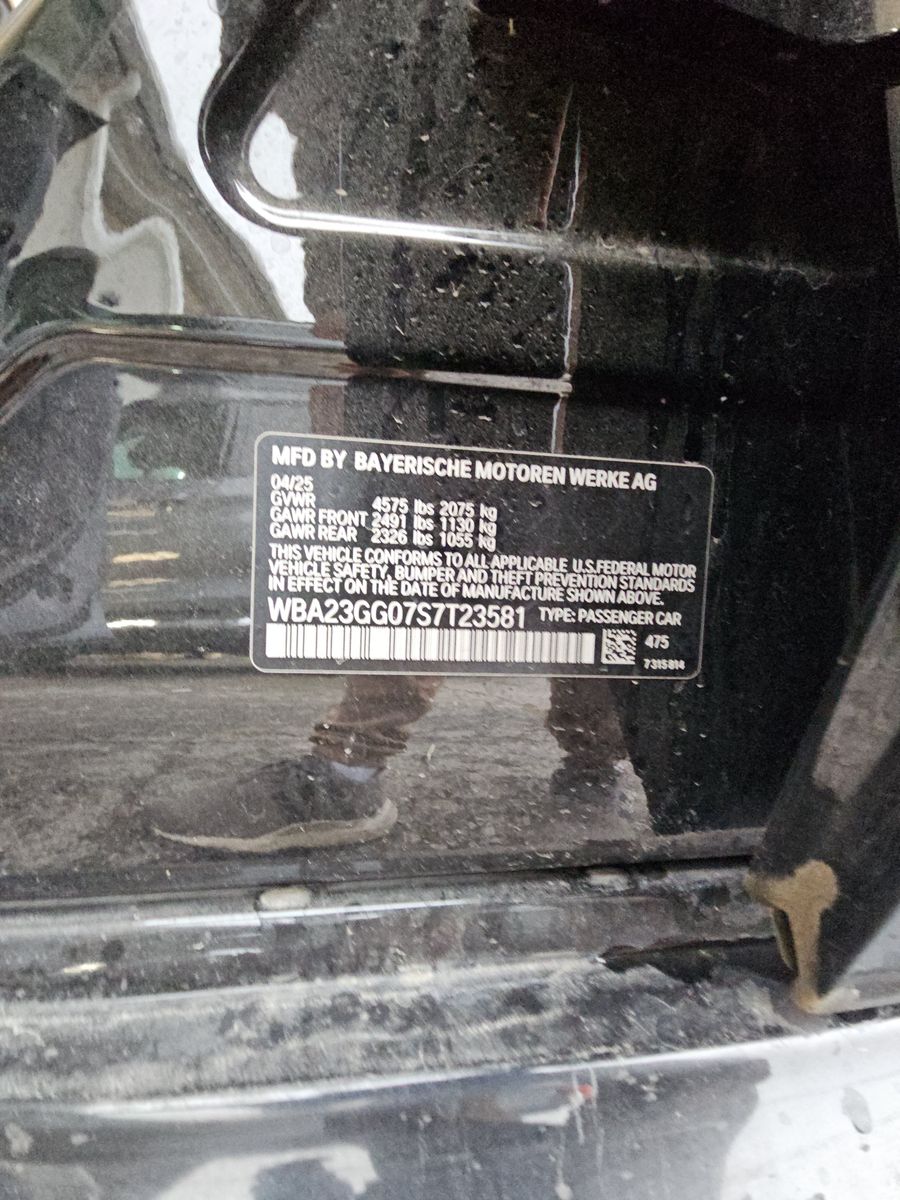 MFD BY BAYERISCHE MOTOREN WERKE AG
04/25
GVWR 4575 lbs 2075 kg
GAWR FRONT 2491 lbs 1130 kg
GAWR REAR 2326 lbs 1055 kg
THIS VEHICLE CONFORMS TO ALL APPLICABLE U.S.FEDERAL MOTOR
VEHICLE SAFETY, BUMPER AND THEFT PREVENTION STANDARDS
IN EFFECT ON THE DATE OF MANUFACTURE SHOWN ABOVE.
WBA23GG07S7T23581 TYPE: PASSENGER CAR
475
7315814